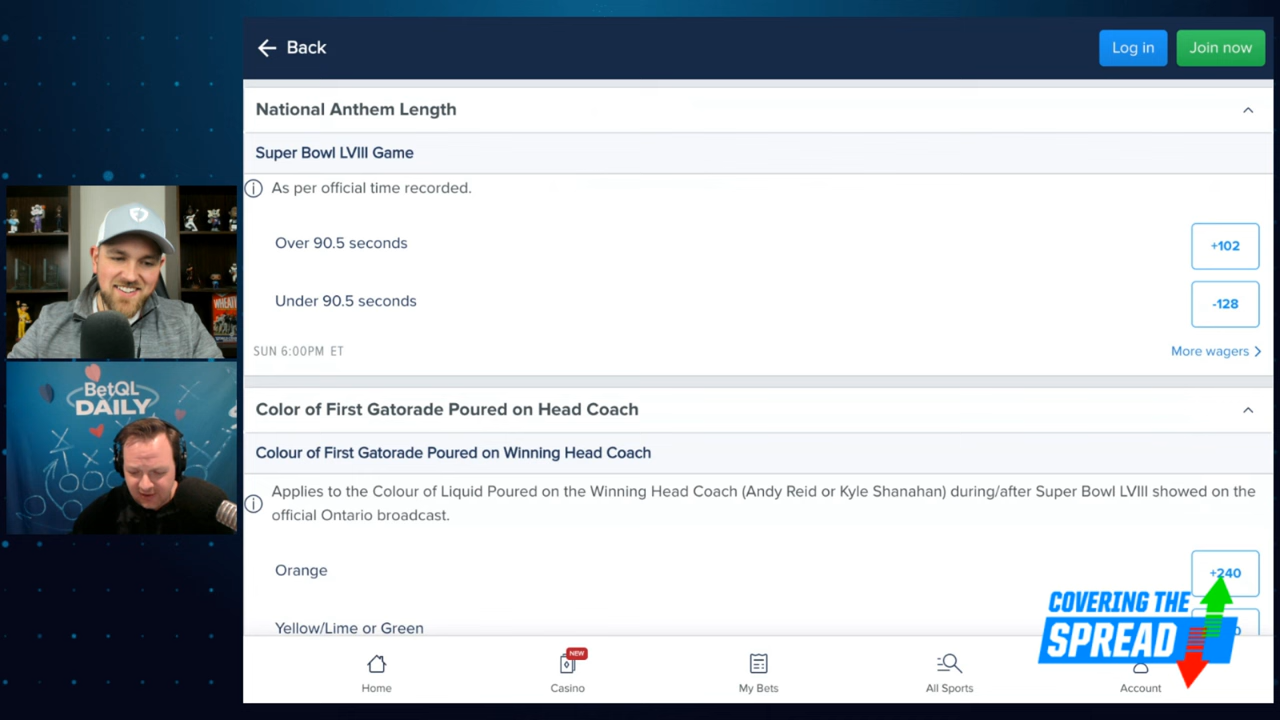 Back
Log in
Join now
National Anthem Length
Super Bowl LVIII Game
As per official time recorded.
Over 90.5 seconds
+102
Under 90.5 seconds
-128
SUN 6:00PM ET
More wagers
Color of First Gatorade Poured on Head Coach
Colour of First Gatorade Poured on Winning Head Coach
Applies to the Colour of Liquid Poured on the Winning Head Coach (Andy Reid or Kyle Shanahan) during/after Super Bowl LVIII showed on the
official Ontario broadcast.
Orange
+240
Yellow/Lime or Green
Home
NEW
Casino
My Bets
All Sports
Account
COVERING THE
SPREAD
BetQL
DAILY
WHEATIES